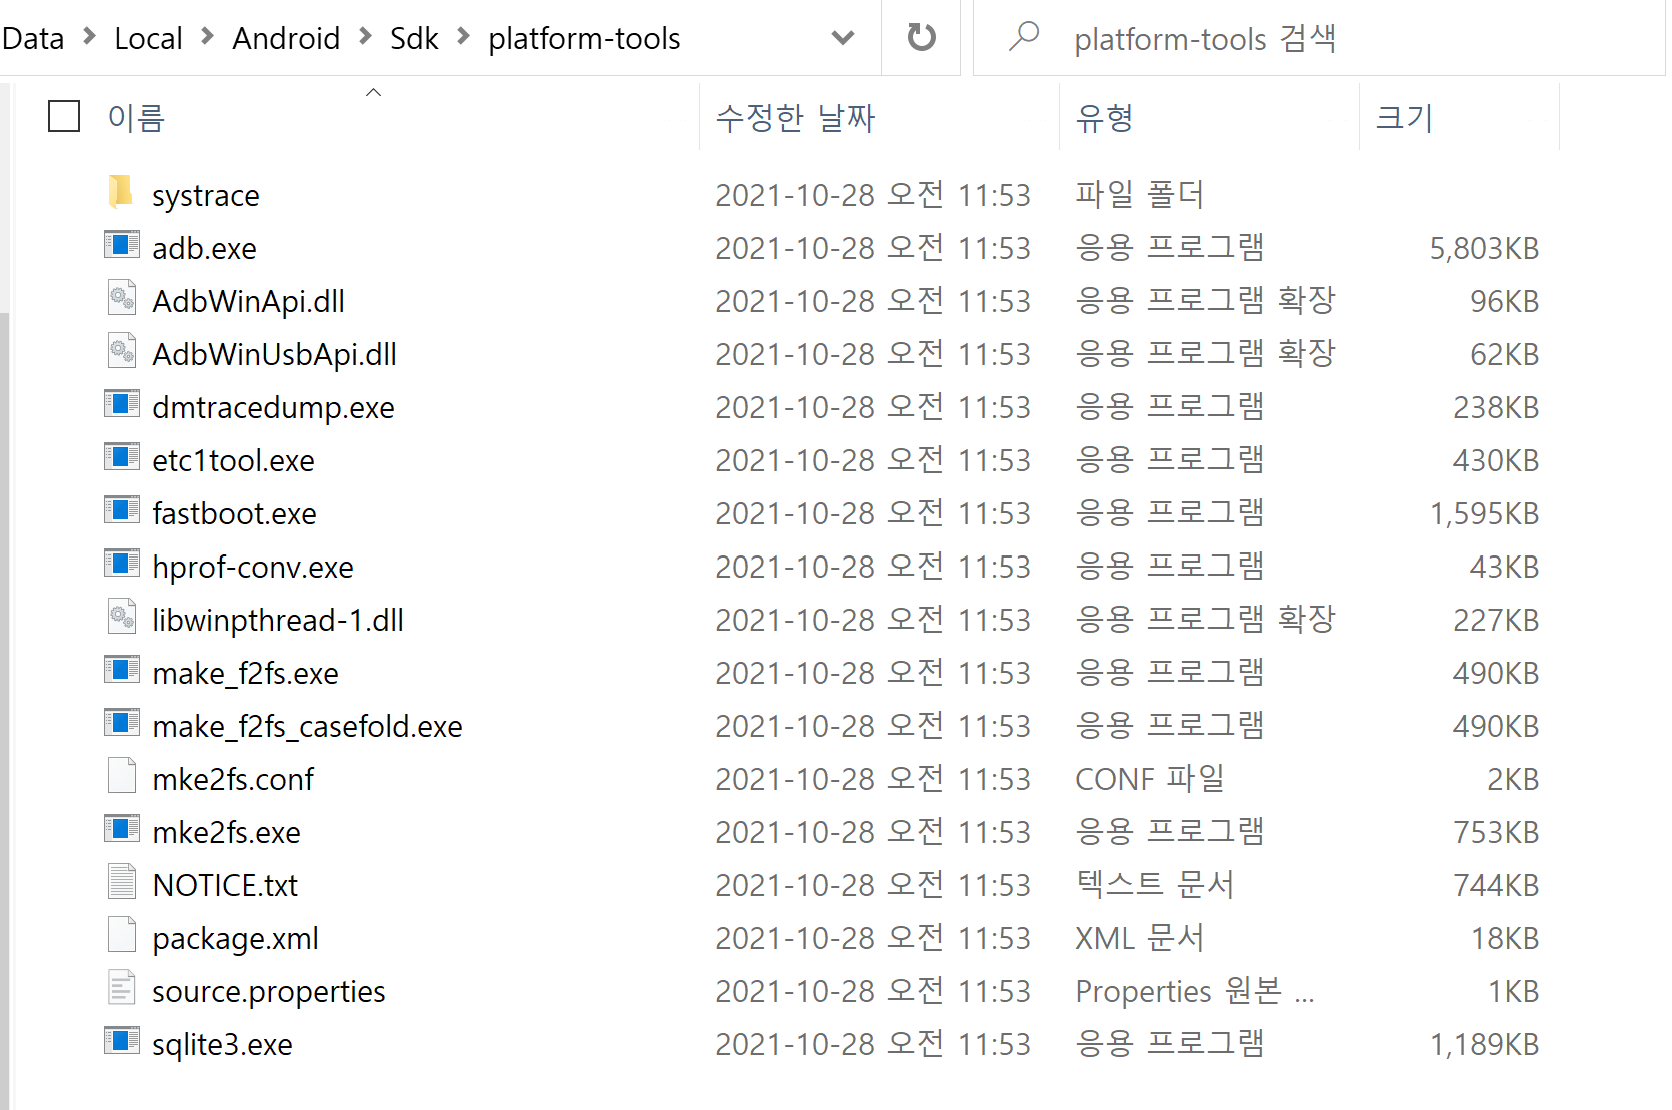 Data > Local > Android > Sdk > platform-tools platform-tools 검색
이름 수정한 날짜 유형 크기
systrace 2021-10-28 오전 11:53 파일 폴더
adb.exe 2021-10-28 오전 11:53 응용 프로그램 5,803KB
AdbWinApi.dll 2021-10-28 오전 11:53 응용 프로그램 확장 96KB
AdbWinUsbApi.dll 2021-10-28 오전 11:53 응용 프로그램 확장 62KB
dmtracedump.exe 2021-10-28 오전 11:53 응용 프로그램 238KB
etc1tool.exe 2021-10-28 오전 11:53 응용 프로그램 430KB
fastboot.exe 2021-10-28 오전 11:53 응용 프로그램 1,595KB
hprof-conv.exe 2021-10-28 오전 11:53 응용 프로그램 43KB
libwinpthread-1.dll 2021-10-28 오전 11:53 응용 프로그램 확장 227KB
make_f2fs.exe 2021-10-28 오전 11:53 응용 프로그램 490KB
make_f2fs_casefold.exe 2021-10-28 오전 11:53 응용 프로그램 490KB
mke2fs.conf 2021-10-28 오전 11:53 CONF 파일 2KB
mke2fs.exe 2021-10-28 오전 11:53 응용 프로그램 753KB
NOTICE.txt 2021-10-28 오전 11:53 텍스트 문서 744KB
package.xml 2021-10-28 오전 11:53 XML 문서 18KB
source.properties 2021-10-28 오전 11:53 Properties 원본 ... 1KB
sqlite3.exe 2021-10-28 오전 11:53 응용 프로그램 1,189KB